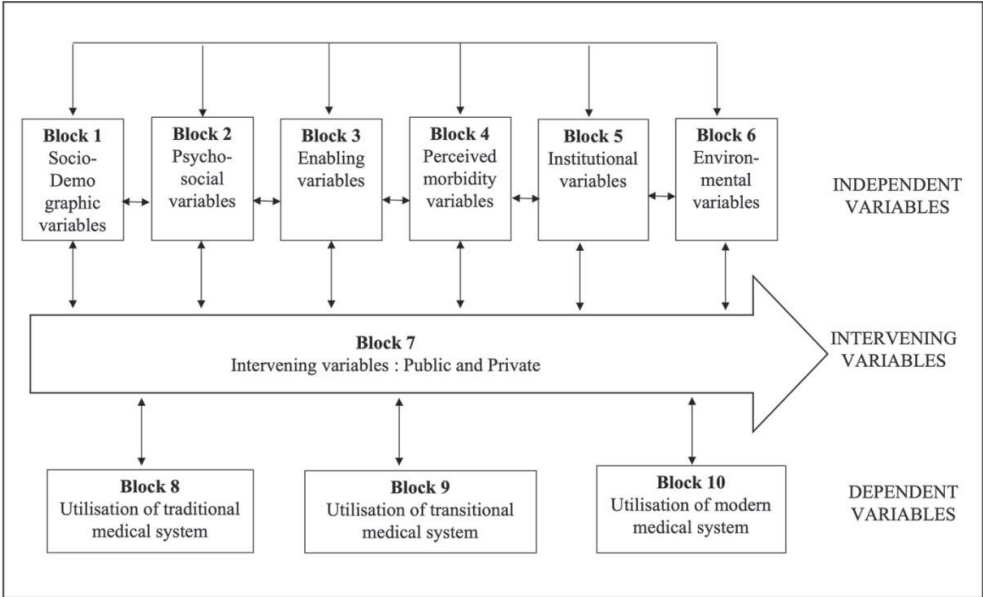 Block 1
Socio-
Demo
graphic
variables
Block 2
Psycho-
social
variables
Block 3
Enabling
variables
Block 4
Perceived
morbidity
variables
Block 5
Institutional
variables
Block 6
Environ-
mental
variables
INDEPENDENT
VARIABLES
Block 7
Intervening variables : Public and Private
INTERVENING
VARIABLES
Block 8
Utilisation of traditional
medical system
Block 9
Utilisation of transitional
medical system
Block 10
Utilisation of modern
medical system
DEPENDENT
VARIABLES